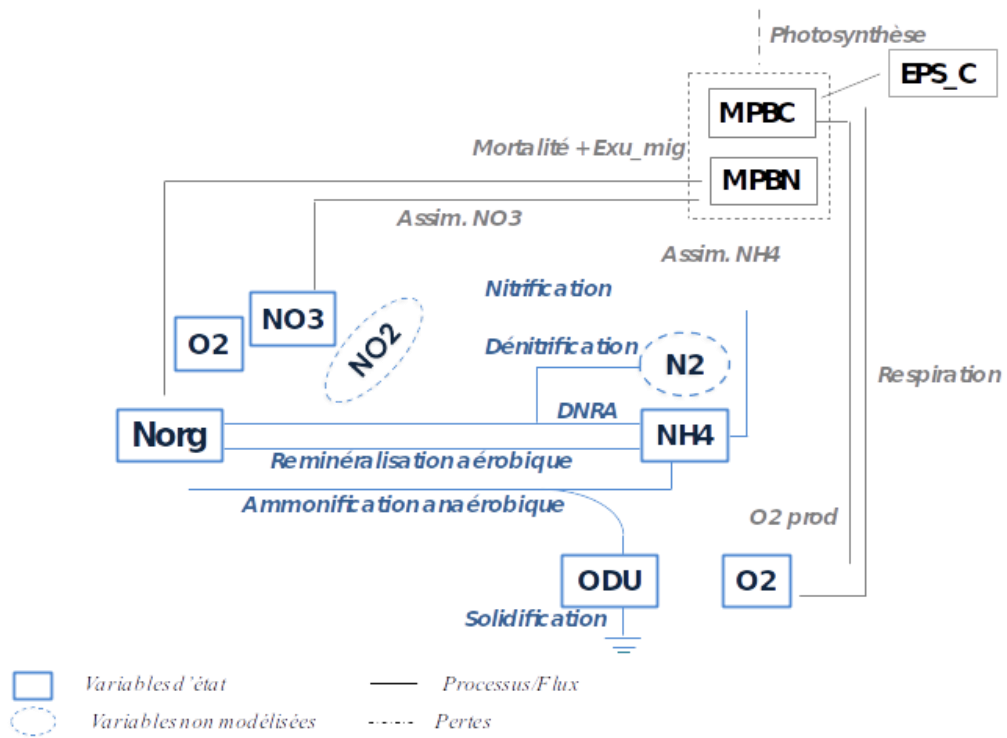 Photosynthèse
EPS_C
MPBC
Mortalité + Exu_mig
MPBN
Assim. NO3
Assim. NH4
Nitrification
NO3
O2
NO2
Dénitrification
N2
Respiration
DNRA
Norg
NH4
Reminéralisation aérobique
Ammonification anaérobique
O2 prod
ODU
O2
Solidification
Variables d'état
Processus/Flux
Variables non modélisées
Pertes